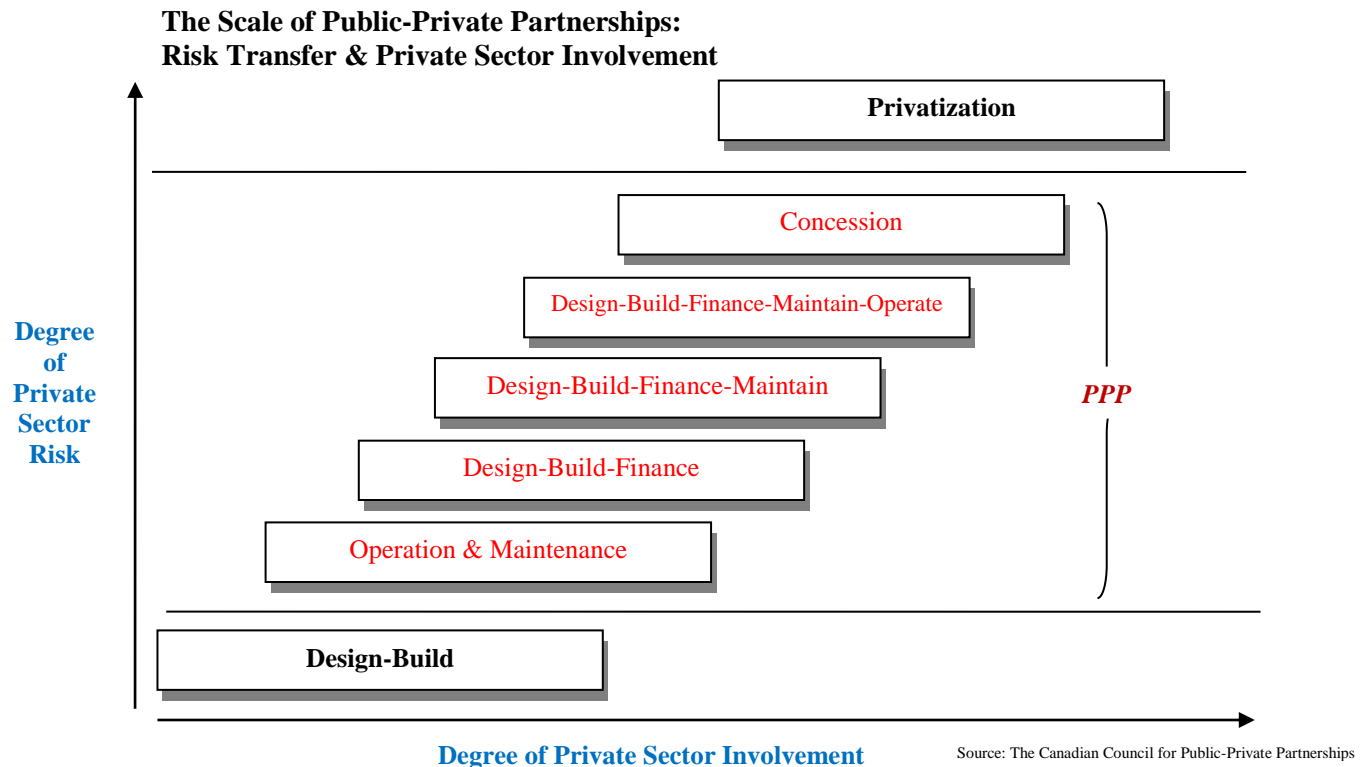 The Scale of Public-Private Partnerships:
Risk Transfer & Private Sector Involvement
Privatization
Concession
Design-Build-Finance-Maintain-Operate
Design-Build-Finance-Maintain
Design-Build-Finance
Operation & Maintenance
Design-Build
PPP
Degree
of
Private
Sector
Risk
Degree of Private Sector Involvement
Source: The Canadian Council for Public-Private Partnerships